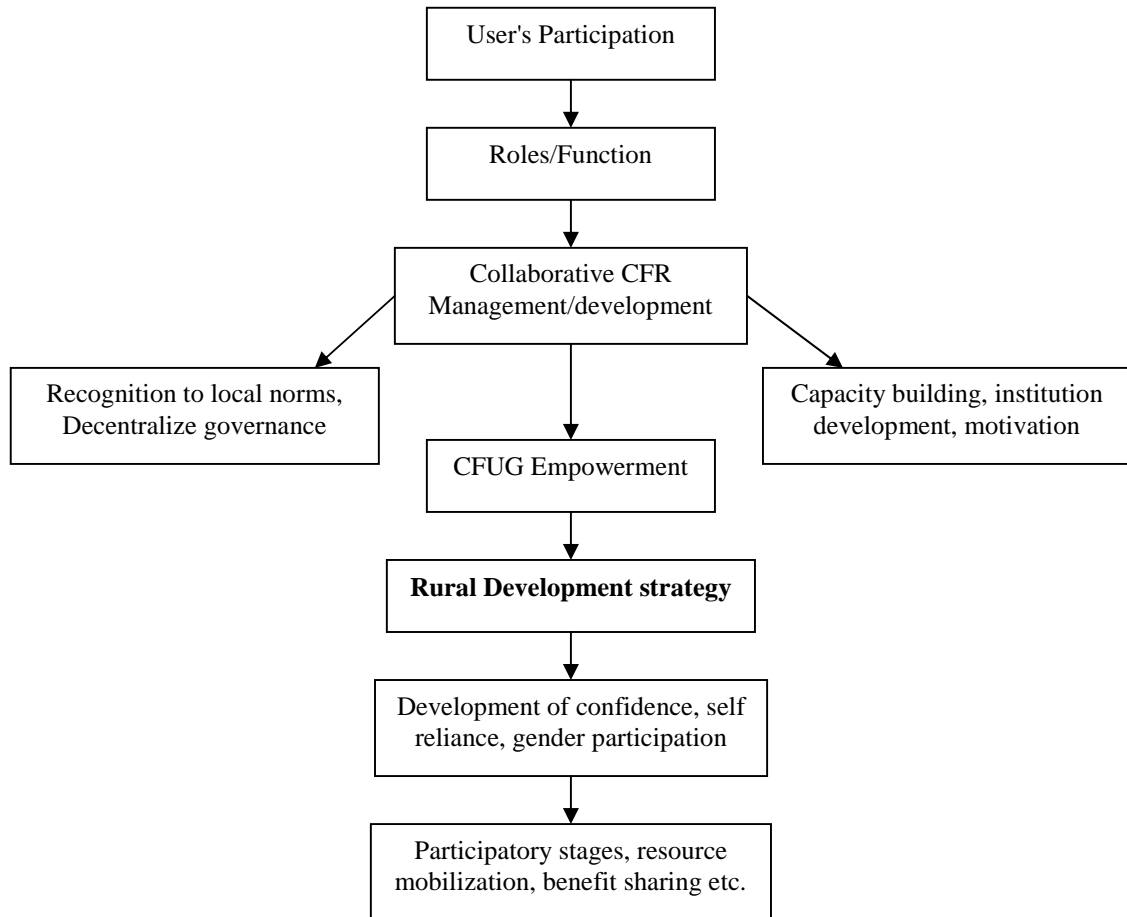 User's Participation
Roles/Function
Collaborative CFR
Management/development
Recognition to local norms,
Decentralize governance
Capacity building, institution
development, motivation
CFUG Empowerment
Rural Development strategy
Development of confidence, self
reliance, gender participation
Participatory stages, resource
mobilization, benefit sharing etc.